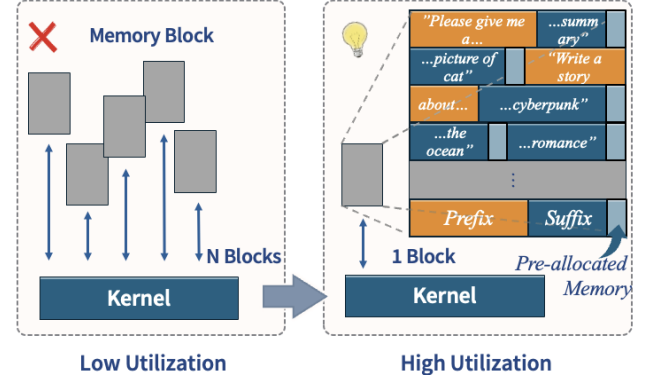 Memory Block
N Blocks
Kernel
Low Utilization
"Please give me
a…
…summ
ary"
…picture of
cat"
"Write a
story
about…
…cyberpunk"
…the
ocean"
…romance"
⋮
Prefix
Suffix
1 Block
Pre-allocated
Memory
Kernel
High Utilization